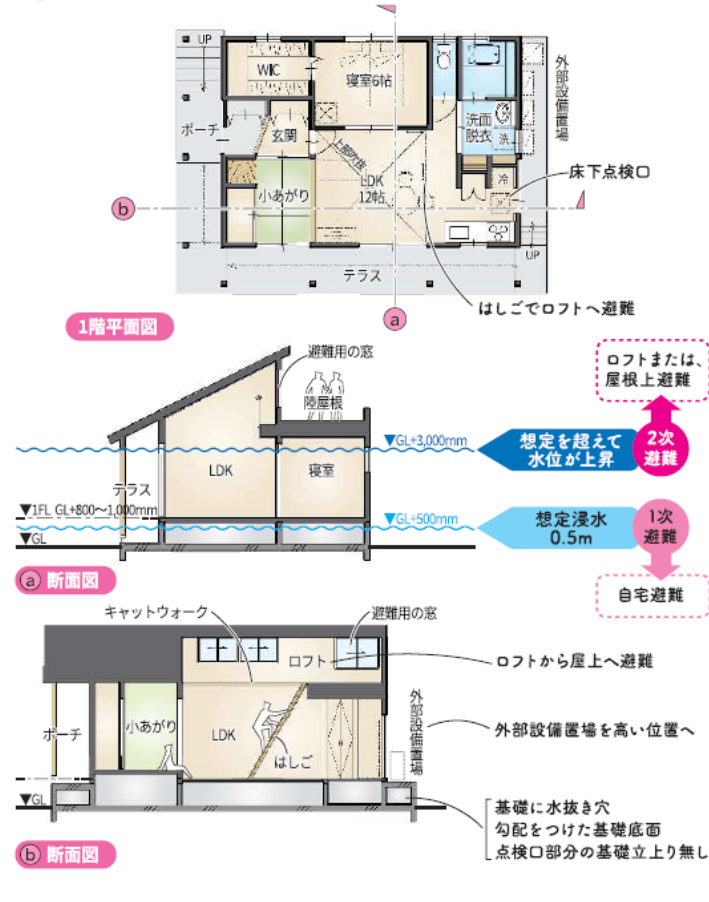 UP
WIC
寝室6帖
外部設備置場
ポーチ
玄関
洗面
脱衣
洗
上部吹抜
冷
床下点検口
小あがり
LDK
12帖
b
テラス
UP
はしごでロフトへ避難
a
1階平面図
避難用の窓
陸屋根
ロフトまたは、
屋根上避難
▼GL+3,000mm
想定を超えて
水位が上昇
2次
避難
LDK
寝室
テラス
▼1FL GL+800〜1,000mm
▼GL+500mm
想定浸水
0.5m
1次
避難
▼GL
a 断面図
自宅避難
キャットウォーク
避難用の窓
ロフト
ロフトから屋上へ避難
外部設備置場
小あがり
ポーチ
LDK
はしご
外部設備置場を高い位置へ
▼GL
基礎に水抜き穴
勾配をつけた基礎底面
点検口部分の基礎立上り無し
b 断面図